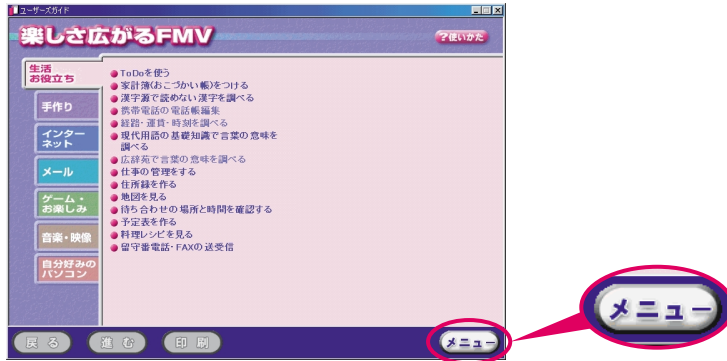 ユーザーズガイド
楽しさ広がるFMV
?使いかた
生活
お役立ち
手作り
インター
ネット
メール
ゲーム・
お楽しみ
音楽・映像
自分好みの
パソコン
ToDoを使う
家計簿(おこづかい帳)をつける
漢字源で読めない漢字を調べる
携帯電話の電話帳編集
経路・運賃・時刻を調べる
現代用語の基礎知識で言葉の意味を
調べる
広辞苑で言葉の意味を調べる
仕事の管理をする
住所録を作る
地図を見る
待ち合わせの場所と時間を確認する
予定表を作る
料理レシピを見る
留守番電話・FAXの送受信
戻る
進む
印刷
メニュー
メニュー